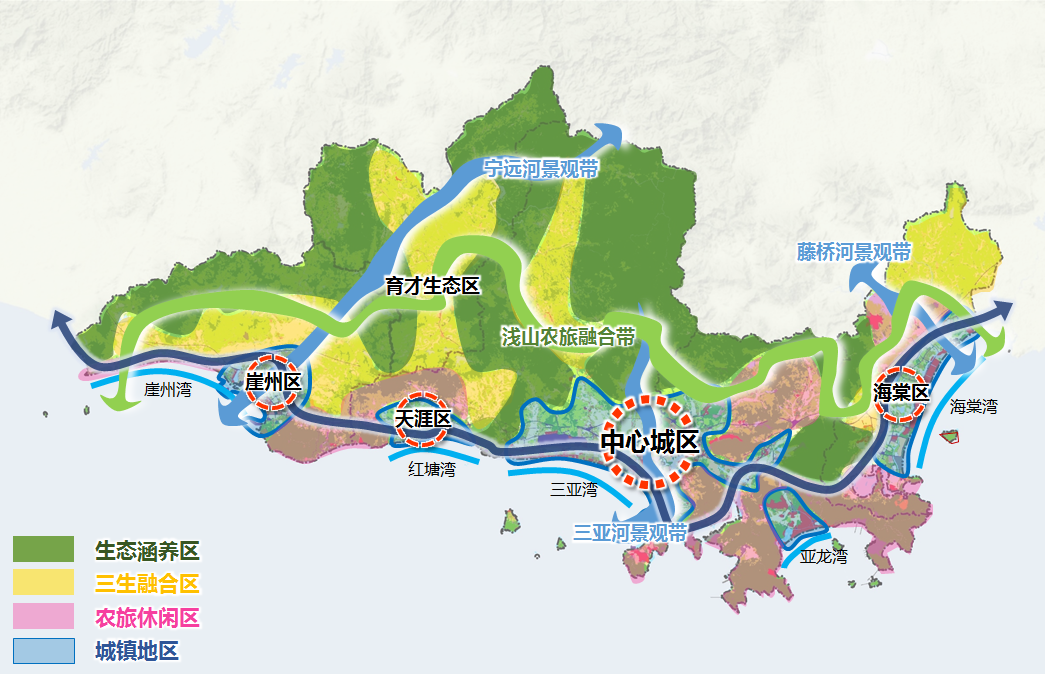 宁远河景观带
藤桥河景观带
育才生态区
浅山农旅融合带
崖州湾
崖州区
天涯区
红塘湾
海棠区
海棠湾
中心城区
三亚湾
三亚河景观带
亚龙湾
生态涵养区
三生融合区
农旅休闲区
城镇地区